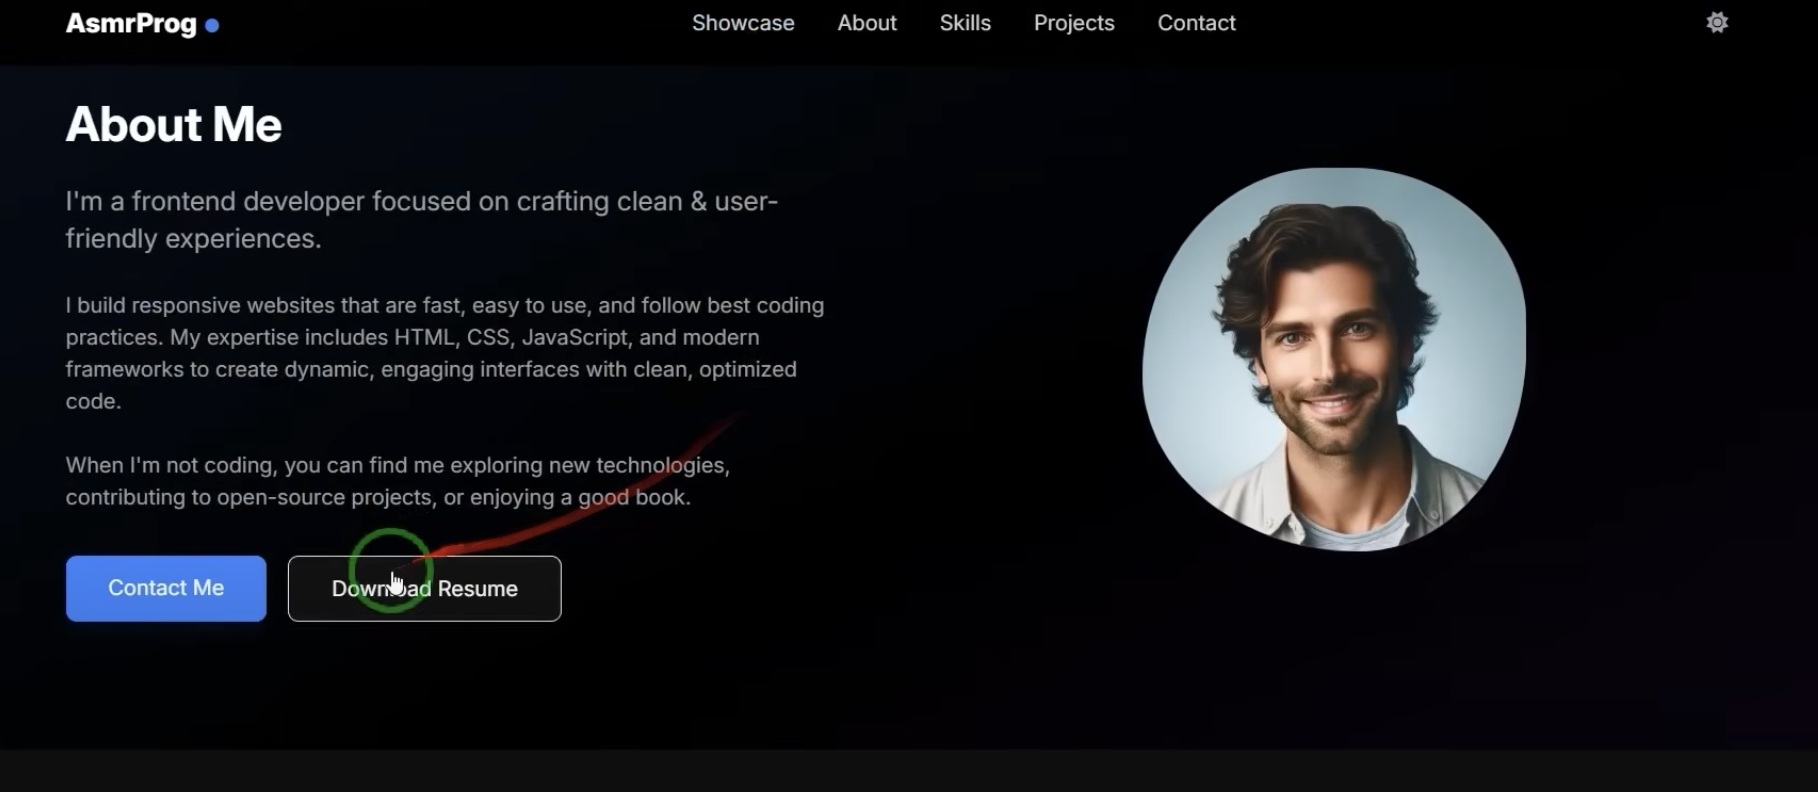 AsmrProg
Showcase About Skills Projects Contact
About Me
I'm a frontend developer focused on crafting clean & user-
friendly experiences.
I build responsive websites that are fast, easy to use, and follow best coding
practices. My expertise includes HTML, CSS, JavaScript, and modern
frameworks to create dynamic, engaging interfaces with clean, optimized
code.
When I'm not coding, you can find me exploring new technologies,
contributing to open-source projects, or enjoying a good book.
Contact Me
Download Resume